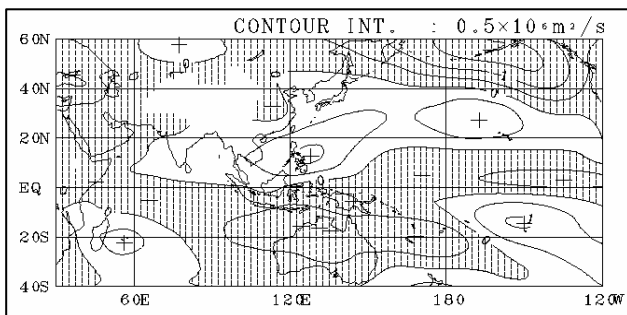 CONTOUR INT. : 0.5×10⁶m²/s
60N
40N
20N
EQ
20S
40S
60E 120E 180 120W